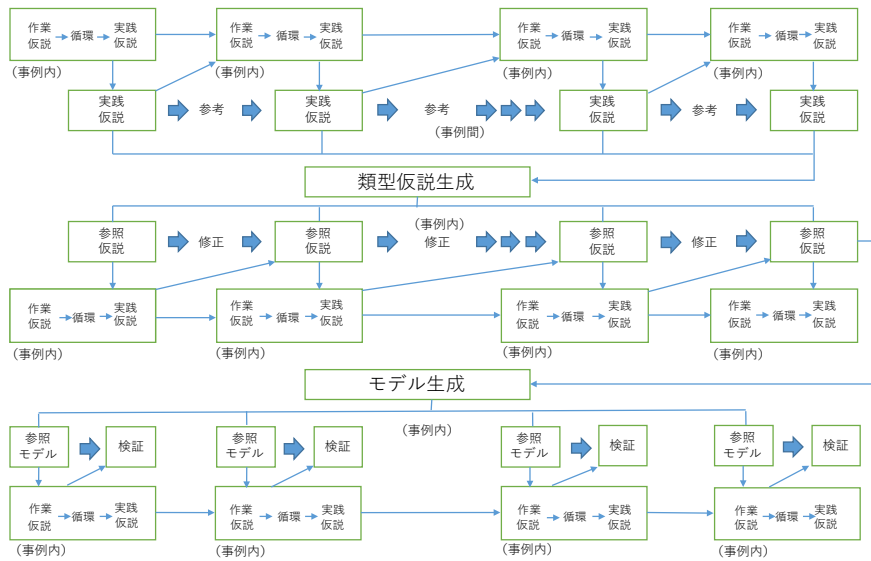 作業 実践 作業 実践 作業 実践 作業 実践
循環 循環 循環 循環
仮説 仮説 仮説 仮説 仮説 仮説 仮説 仮説
（事例内） （事例内） （事例内） （事例内）
実践 実践 実践 実践
参考 参考 参考
仮説 仮説 仮説 仮説
（事例間）
類型仮説生成
（事例内）
参照 参照 参照 参照
修正 修正 修正
仮説 仮説 仮説 仮説
作業 実践 作業 実践 作業 実践 作業 実践
循環 循環 循環 循環
仮説 仮説 仮説 仮説 仮説 仮説 仮説 仮説
（事例内） （事例内） （事例内） （事例内）
モデル生成
（事例内）
参照 参照 参照 参照
検証 検証 検証 検証
モデル モデル モデル モデル
作業 実践 作業 実践 作業 実践 作業 実践
循環 循環 循環 循環
仮説 仮説 仮説 仮説 仮説 仮説 仮説 仮説
（事例内） （事例内） （事例内） （事例内）